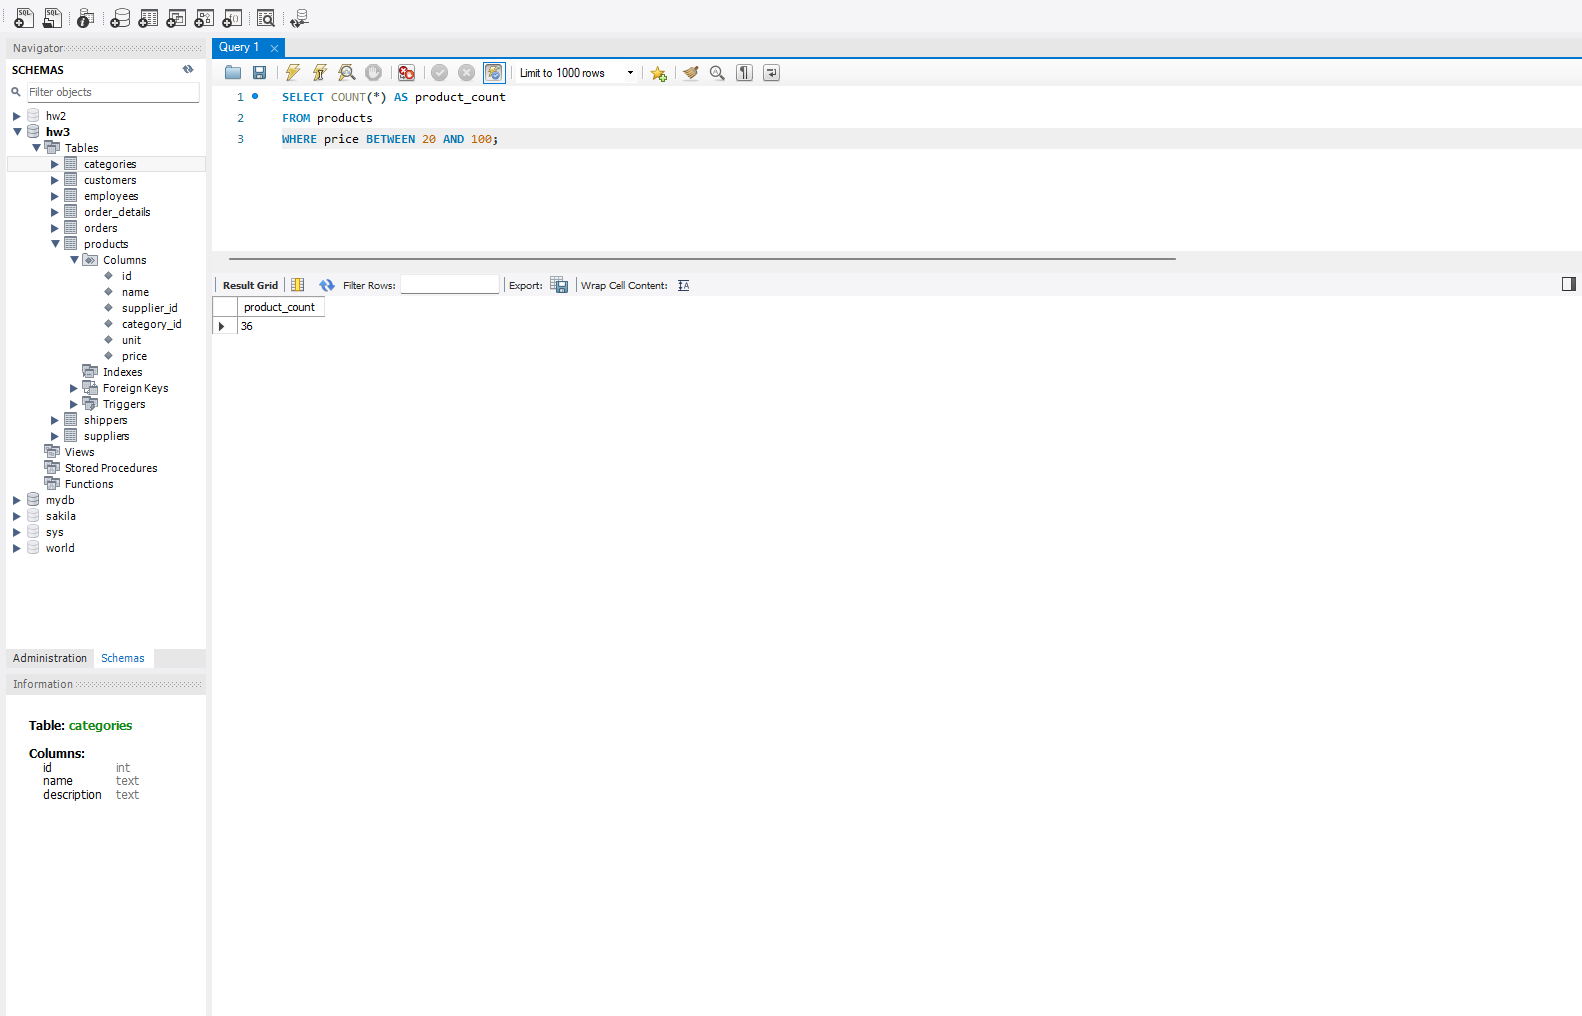 SQL
SQL
Navigator
SCHEMAS
Filter objects
hw2
hw3
Tables
categories
customers
employees
order_details
orders
products
Columns
id
name
supplier_id
category_id
unit
price
Indexes
Foreign Keys
Triggers
shippers
suppliers
Views
Stored Procedures
Functions
mydb
sakila
sys
world
Administration Schemas
Information
Table: categories
Columns:
id int
name text
description text
Query 1
Limit to 1000 rows
1 SELECT COUNT(*) AS product_count
2 FROM products
3 WHERE price BETWEEN 20 AND 100;
Result Grid Filter Rows: Export: Wrap Cell Content:
product_count
36